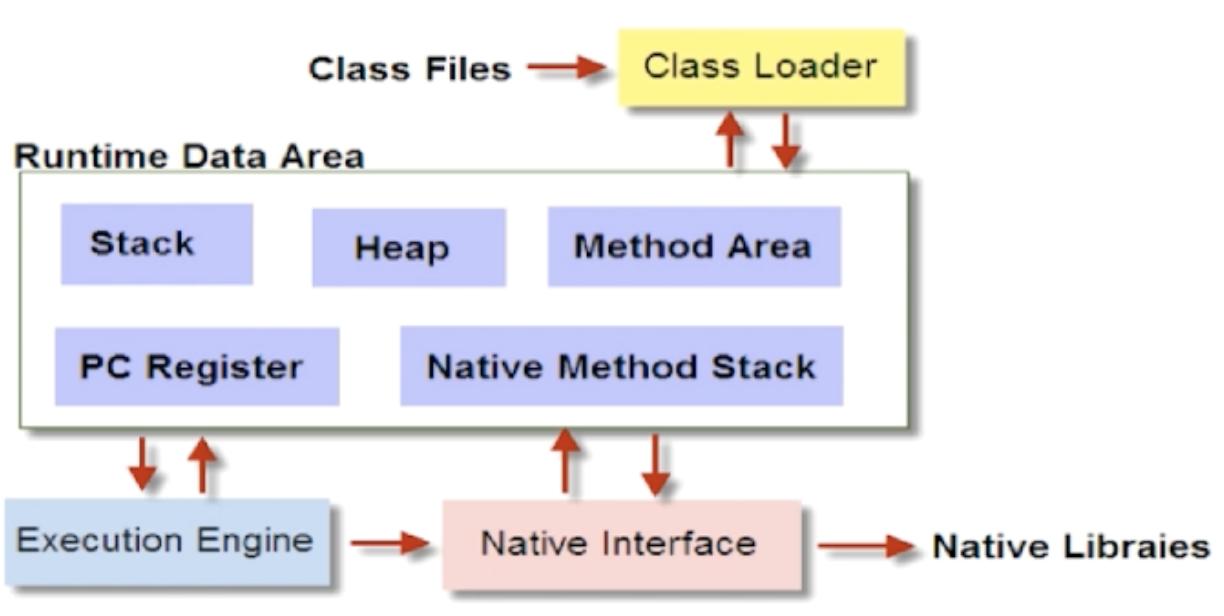 Class Files
Class Loader
Runtime Data Area
Stack
Heap
Method Area
PC Register
Native Method Stack
Execution Engine
Native Interface
Native Libraies